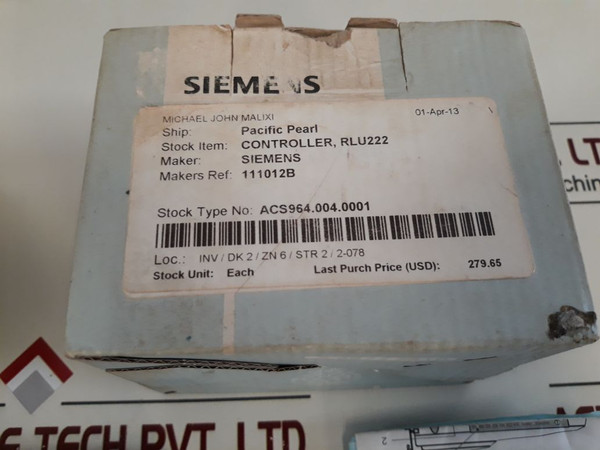 SIEMENS
MICHAEL JOHN MALIXI 01-Apr-13
Ship: Pacific Pearl
Stock Item: CONTROLLER, RLU222
Maker: SIEMENS
Makers Ref: 111012B
Stock Type No: ACS964.004.0001
Loc.: INV / DK 2 / ZN 6 / STR 2 / 2-078
Stock Unit: Each Last Purch Price (USD): 279.65
E TECH PVT. LTD
2